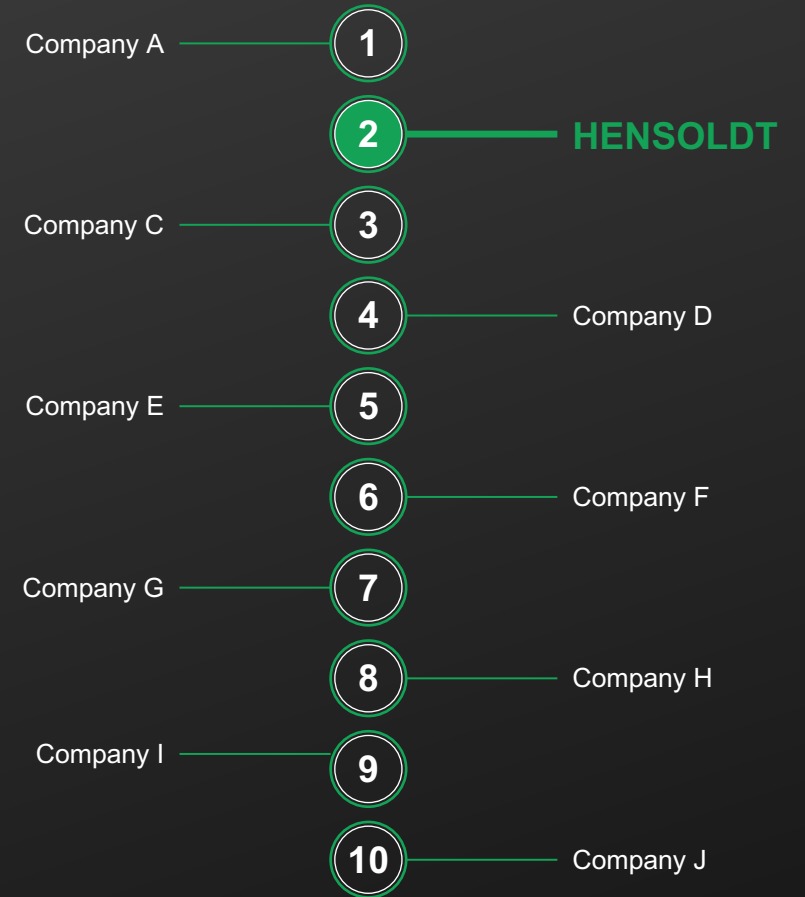 Company A 1
2 HENSOLDT
Company C 3
4 Company D
Company E 5
6 Company F
Company G 7
8 Company H
Company I 9
10 Company J